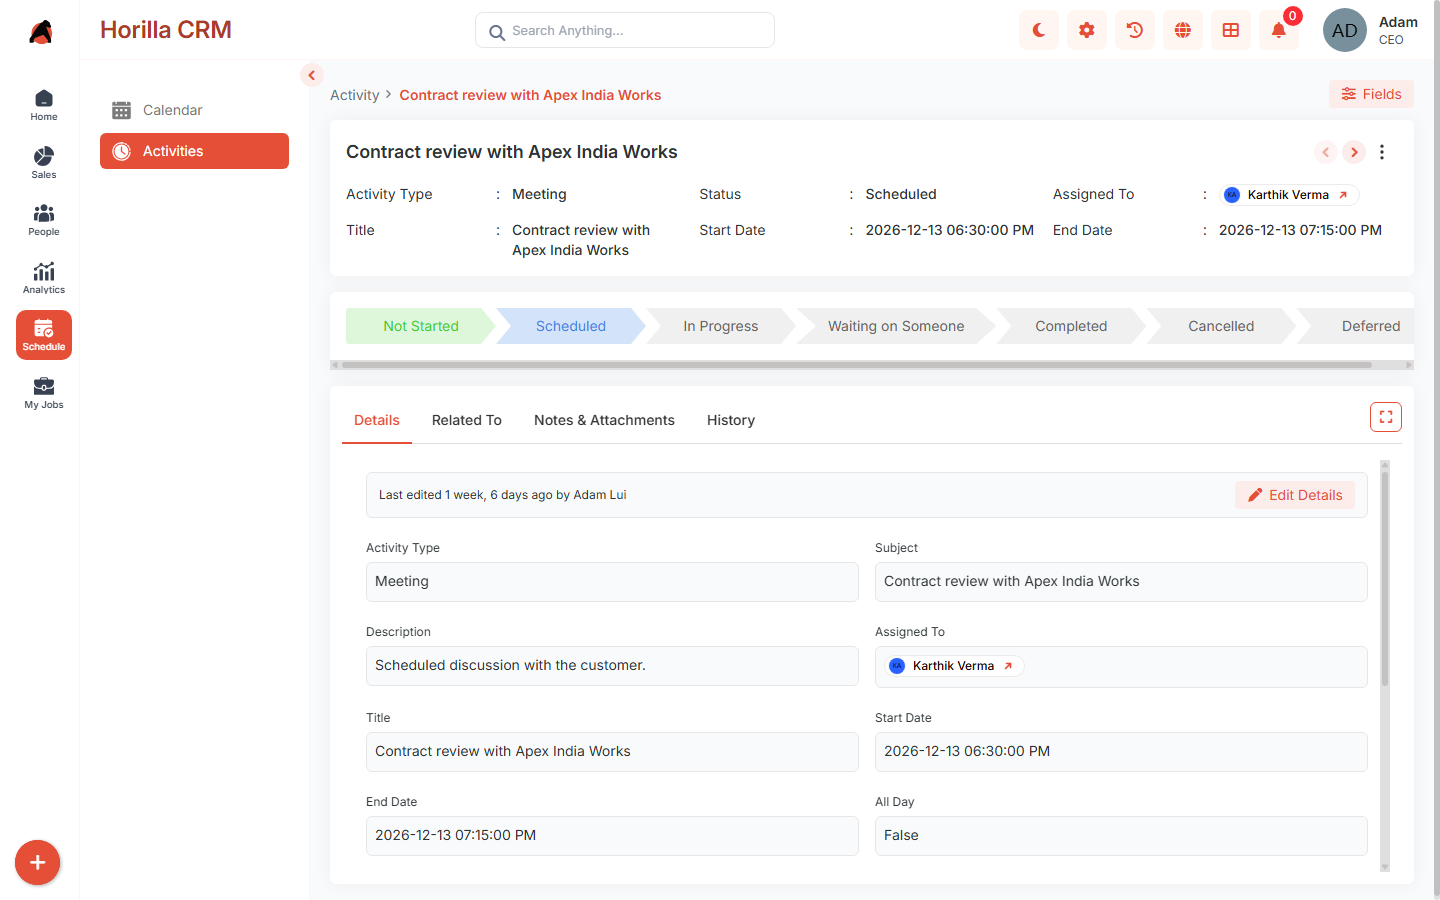 Horilla CRM
Search Anything...
0
AD
Adam
CEO
Home
Sales
People
Analytics
Schedule
My Jobs
Calendar
Activities
Activity > Contract review with Apex India Works
Fields
Contract review with Apex India Works
Activity Type : Meeting
Status : Scheduled
Assigned To : KA Karthik Verma
Title : Contract review with
Apex India Works
Start Date : 2026-12-13 06:30:00 PM
End Date : 2026-12-13 07:15:00 PM
Not Started
Scheduled
In Progress
Waiting on Someone
Completed
Cancelled
Deferred
Details
Related To
Notes & Attachments
History
Last edited 1 week, 6 days ago by Adam Lui
Edit Details
Activity Type
Meeting
Subject
Contract review with Apex India Works
Description
Scheduled discussion with the customer.
Assigned To
KA Karthik Verma
Title
Contract review with Apex India Works
Start Date
2026-12-13 06:30:00 PM
End Date
2026-12-13 07:15:00 PM
All Day
False